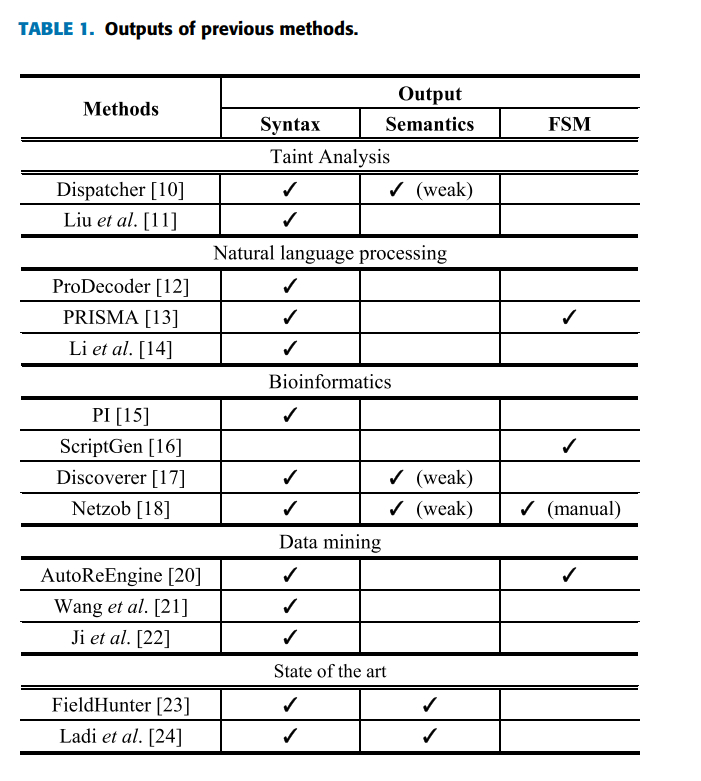 TABLE 1. Outputs of previous methods.
Methods Output
Syntax Semantics FSM
Taint Analysis
Dispatcher [10] ✓ ✓ (weak)
Liu et al. [11] ✓
Natural language processing
ProDecoder [12] ✓
PRISMA [13] ✓ ✓
Li et al. [14] ✓
Bioinformatics
PI [15] ✓
ScriptGen [16] ✓
Discoverer [17] ✓ ✓ (weak)
Netzob [18] ✓ ✓ (weak) ✓ (manual)
Data mining
AutoReEngine [20] ✓ ✓
Wang et al. [21] ✓
Ji et al. [22] ✓
State of the art
FieldHunter [23] ✓ ✓
Ladi et al. [24] ✓ ✓